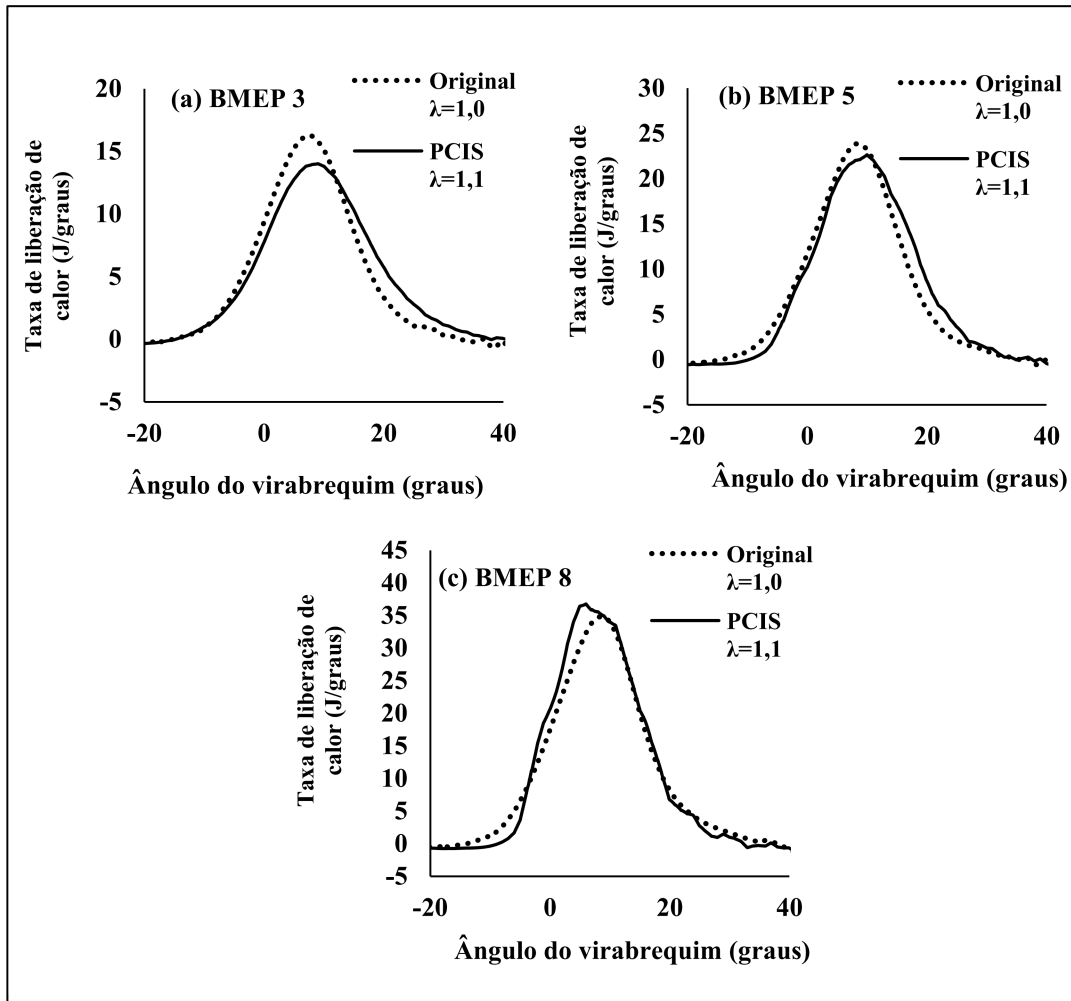 (a) BMEP 3
Original
λ=1,0
PCIS
λ=1,1
Taxa de liberação de
calor (J/graus)
20
15
10
5
0
-5
-20
0
20
40
Ângulo do virabrequim (graus)
(b) BMEP 5
Original
λ=1,0
PCIS
λ=1,1
Taxa de liberação de
calor (J/graus)
30
25
20
15
10
5
0
-5
-20
0
20
40
Ângulo do virabrequim (graus)
(c) BMEP 8
Original
λ=1,0
PCIS
λ=1,1
Taxa de liberação de
calor (J/graus)
45
40
35
30
25
20
15
10
5
0
-5
-20
0
20
40
Ângulo do virabrequim (graus)